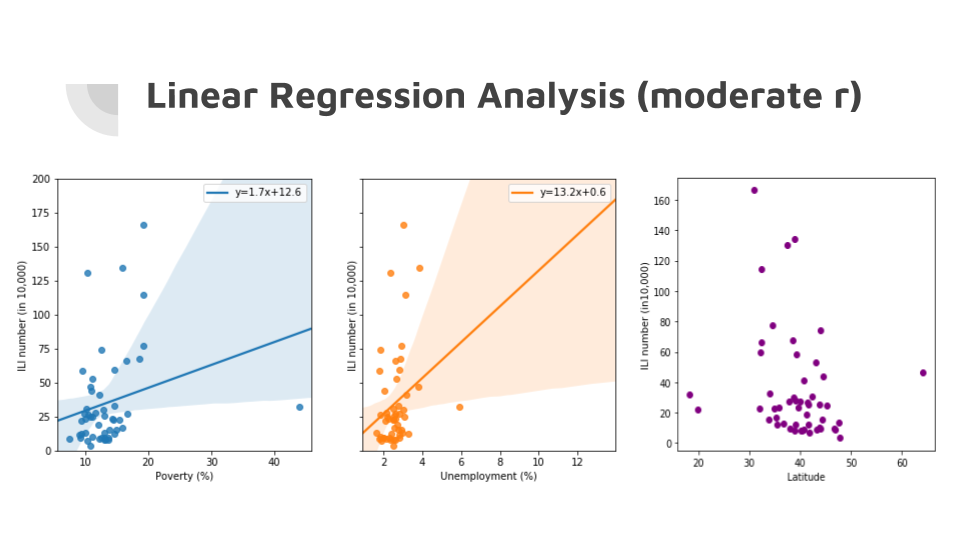 Linear Regression Analysis (moderate r)
200
175
150
125
100
75
50
25
0
ILI number (in 10,000)
y=1.7x+12.6
10 20 30 40
Poverty (%)
ILI number (in 10,000)
y=13.2x+0.6
2 4 6 8 10 12
Unemployment (%)
160
140
120
100
80
60
40
20
0
ILI number (in10,000)
20 30 40 50 60
Latitude